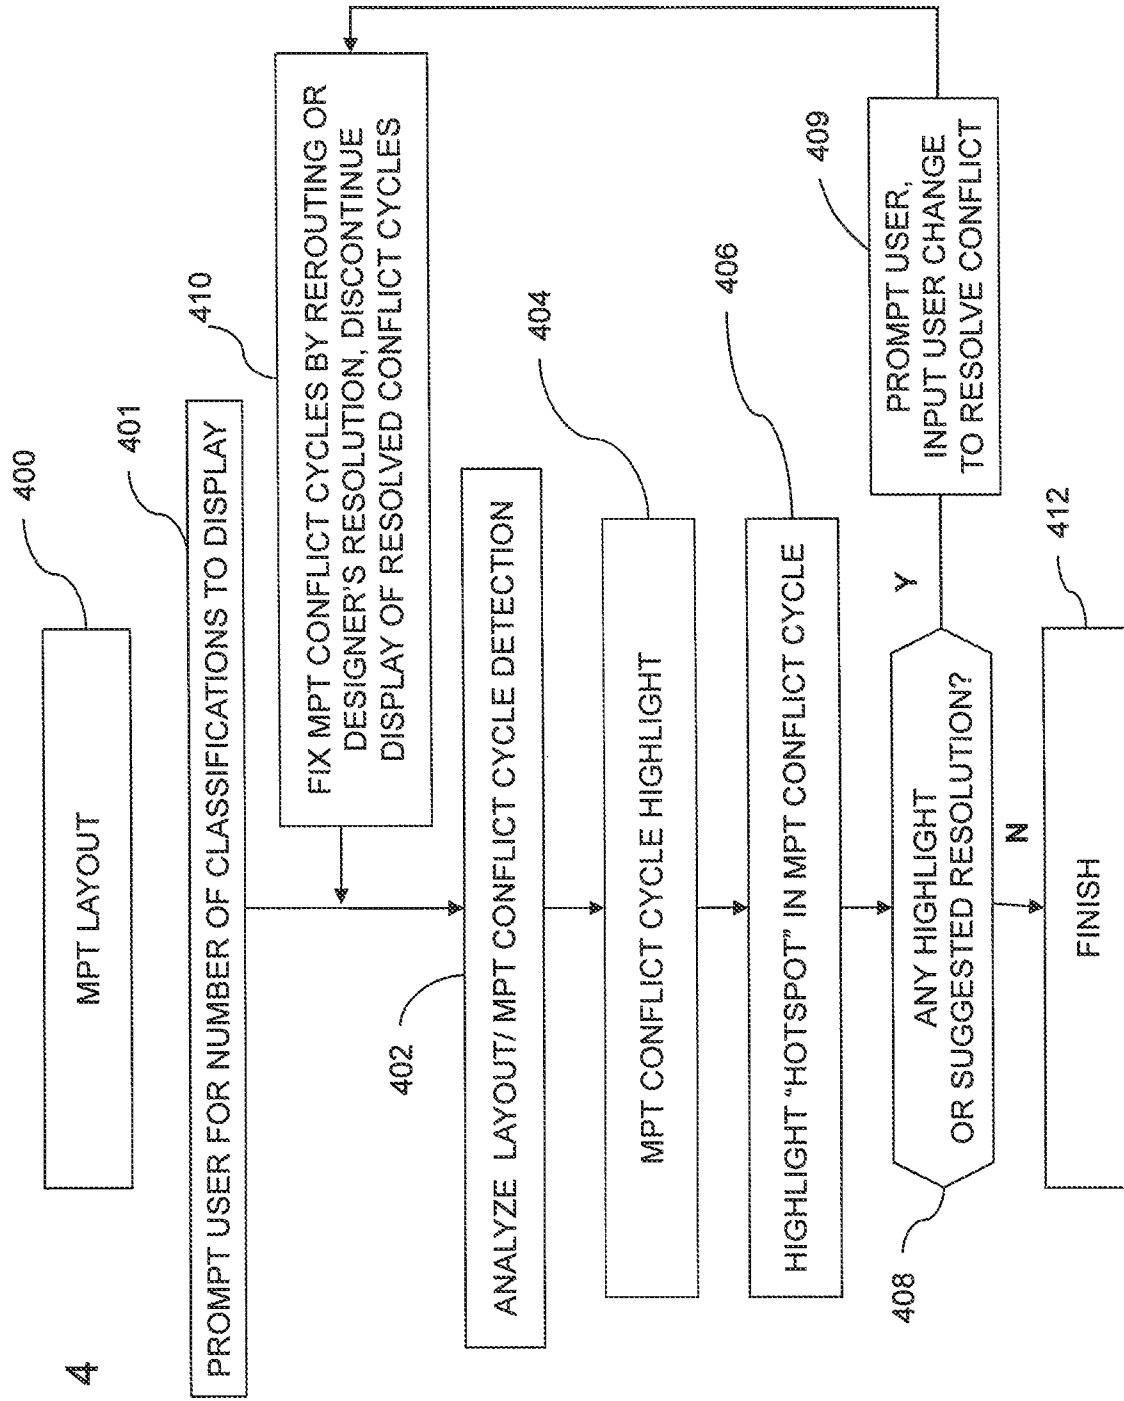 4
400
MPT LAYOUT
401
PROMPT USER FOR NUMBER OF CLASSIFICATIONS TO DISPLAY
410
FIX MPT CONFLICT CYCLES BY REROUTING OR
DESIGNER'S RESOLUTION, DISCONTINUE
DISPLAY OF RESOLVED CONFLICT CYCLES
402
ANALYZE LAYOUT/ MPT CONFLICT CYCLE DETECTION
404
MPT CONFLICT CYCLE HIGHLIGHT
406
HIGHLIGHT “HOTSPOT” IN MPT CONFLICT CYCLE
408
ANY HIGHLIGHT
OR SUGGESTED RESOLUTION?
Y
409
PROMPT USER,
INPUT USER CHANGE
TO RESOLVE CONFLICT
N
412
FINISH